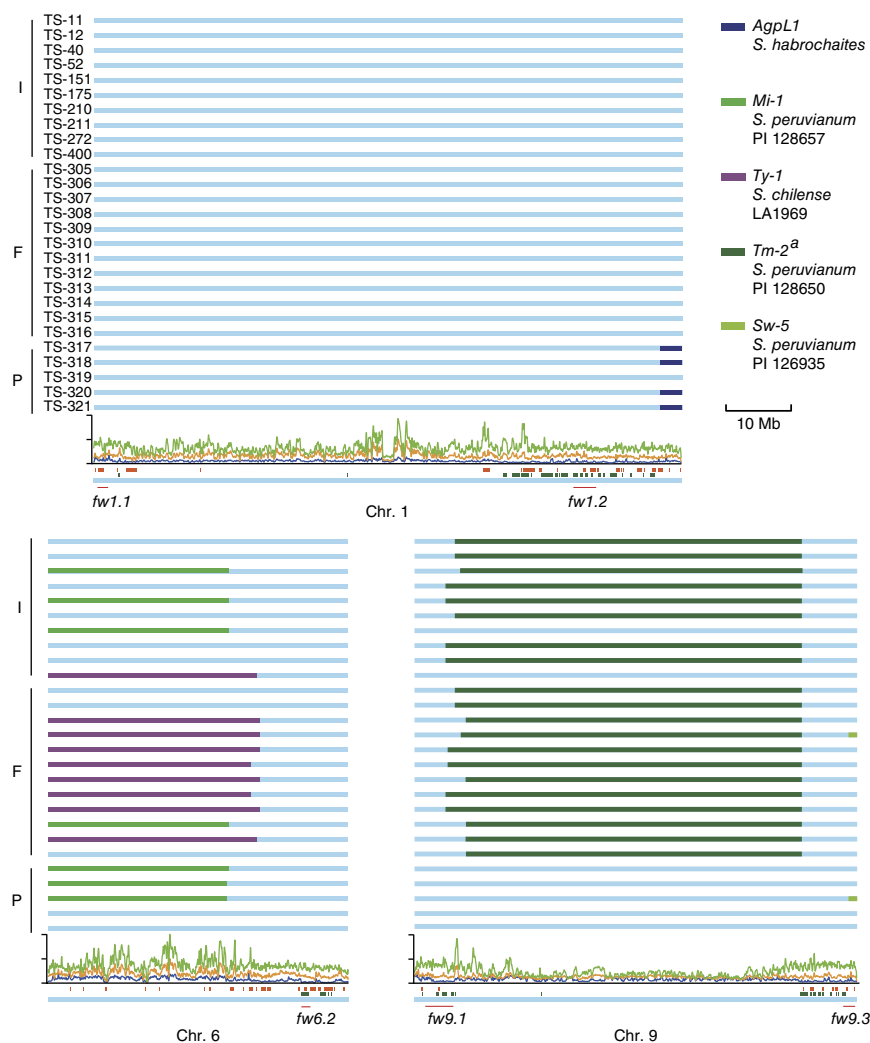 TS-11
TS-12
TS-40
TS-52
TS-151
TS-175
TS-210
TS-211
TS-272
TS-400
TS-305
TS-306
TS-307
TS-308
TS-309
TS-310
TS-311
TS-312
TS-313
TS-314
TS-315
TS-316
TS-317
TS-318
TS-319
TS-320
TS-321
I
F
P
fw1.1
fw1.2
Chr. 1
AgpL1
S. habrochaites
Mi-1
S. peruvianum
PI 128657
Ty-1
S. chilense
LA1969
Tm-2a
S. peruvianum
PI 128650
Sw-5
S. peruvianum
PI 126935
10 Mb
I
F
P
fw6.2
Chr. 6
fw9.1
fw9.3
Chr. 9